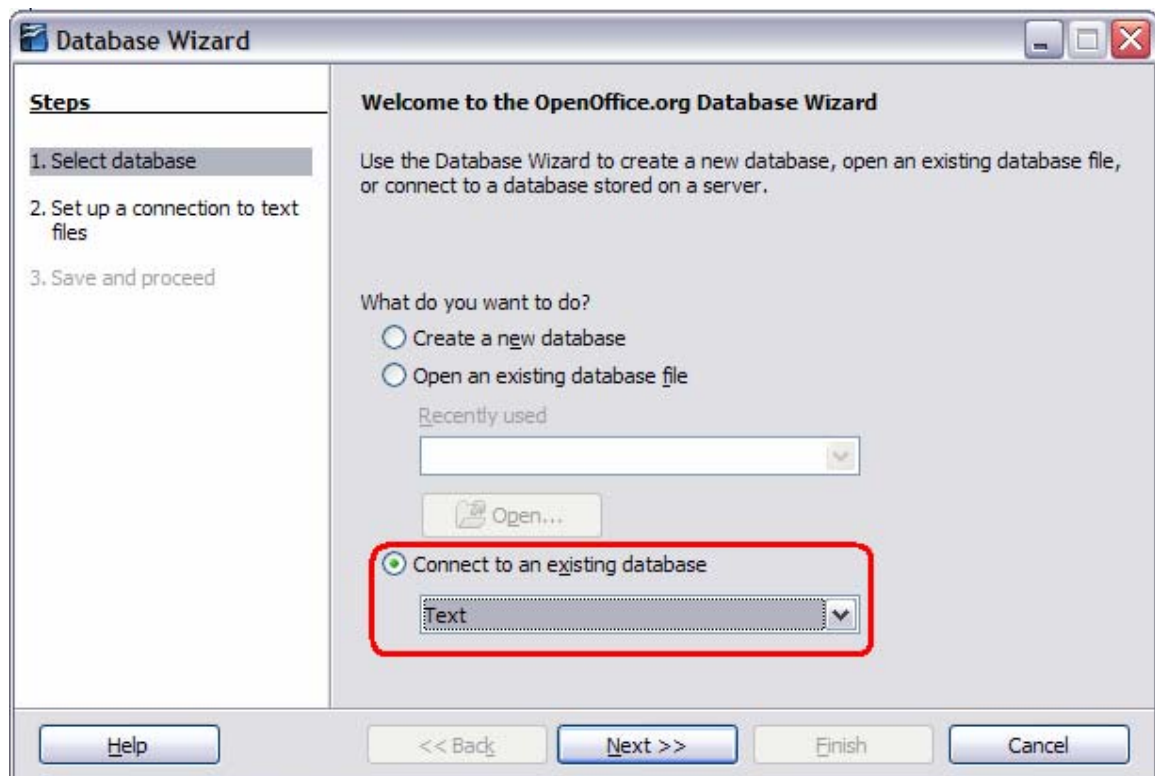 Database Wizard
Steps
1. Select database
2. Set up a connection to text
files
3. Save and proceed
Welcome to the OpenOffice.org Database Wizard
Use the Database Wizard to create a new database, open an existing database file,
or connect to a database stored on a server.
What do you want to do?
Create a new database
Open an existing database file
Recently used
Open...
Connect to an existing database
Text
Help
<< Back
Next >>
Finish
Cancel